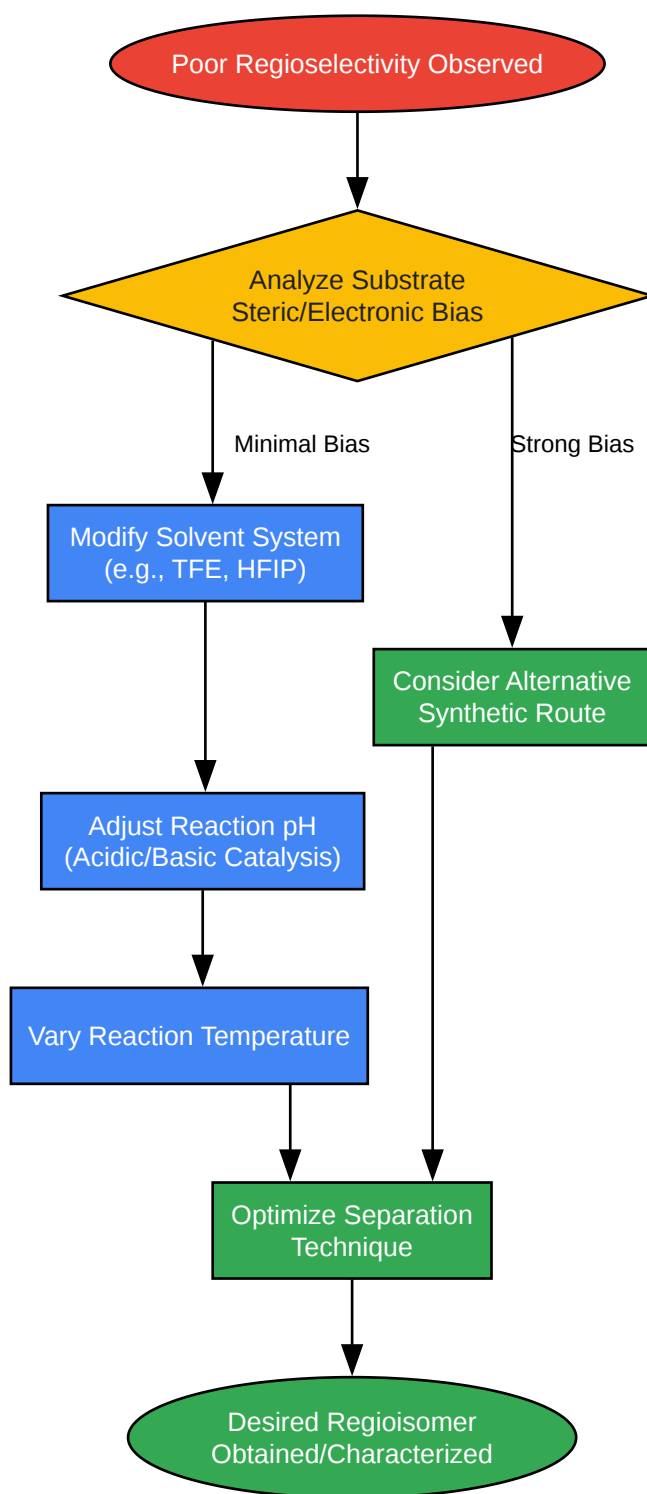 Poor Regioselectivity Observed
Analyze Substrate
Steric/Electronic Bias
Minimal Bias
Strong Bias
Modify Solvent System
(e.g., TFE, HFIP)
Consider Alternative
Synthetic Route
Adjust Reaction pH
(Acidic/Basic Catalysis)
Vary Reaction Temperature
Optimize Separation
Technique
Desired Regioisomer
Obtained/Characterized